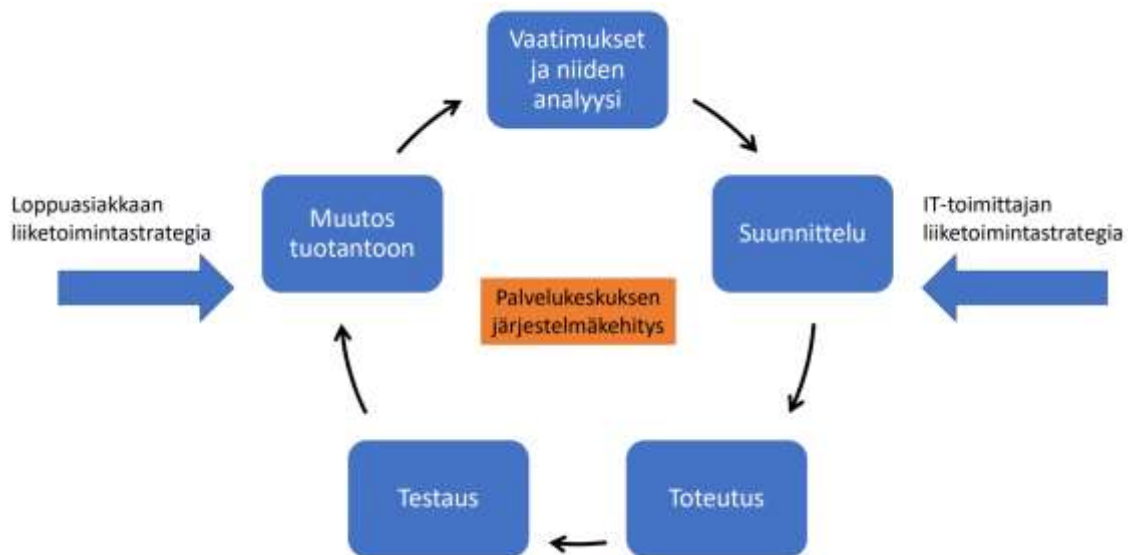 Vaatimukset
ja niiden
analyysi
Loppuasiakkaan
liiketoimintastrategia
Muutos
tuotantoon
Suunnittelu
IT-toimittajan
liiketoimintastrategia
Palvelukeskuksen
järjestelmäkehitys
Testaus
Toteutus